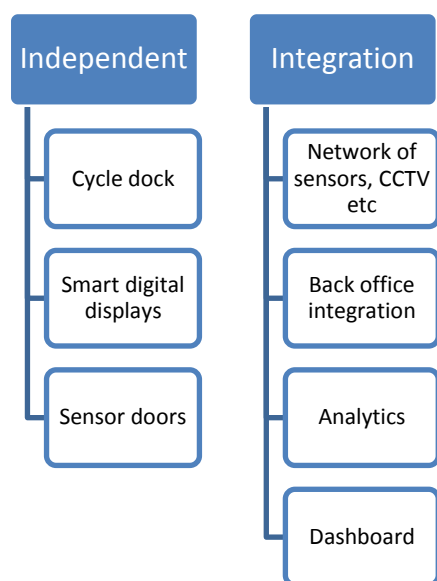 Independent
Cycle dock
Smart digital
displays
Sensor doors
Integration
Network of
sensors, CCTV
etc
Back office
integration
Analytics
Dashboard